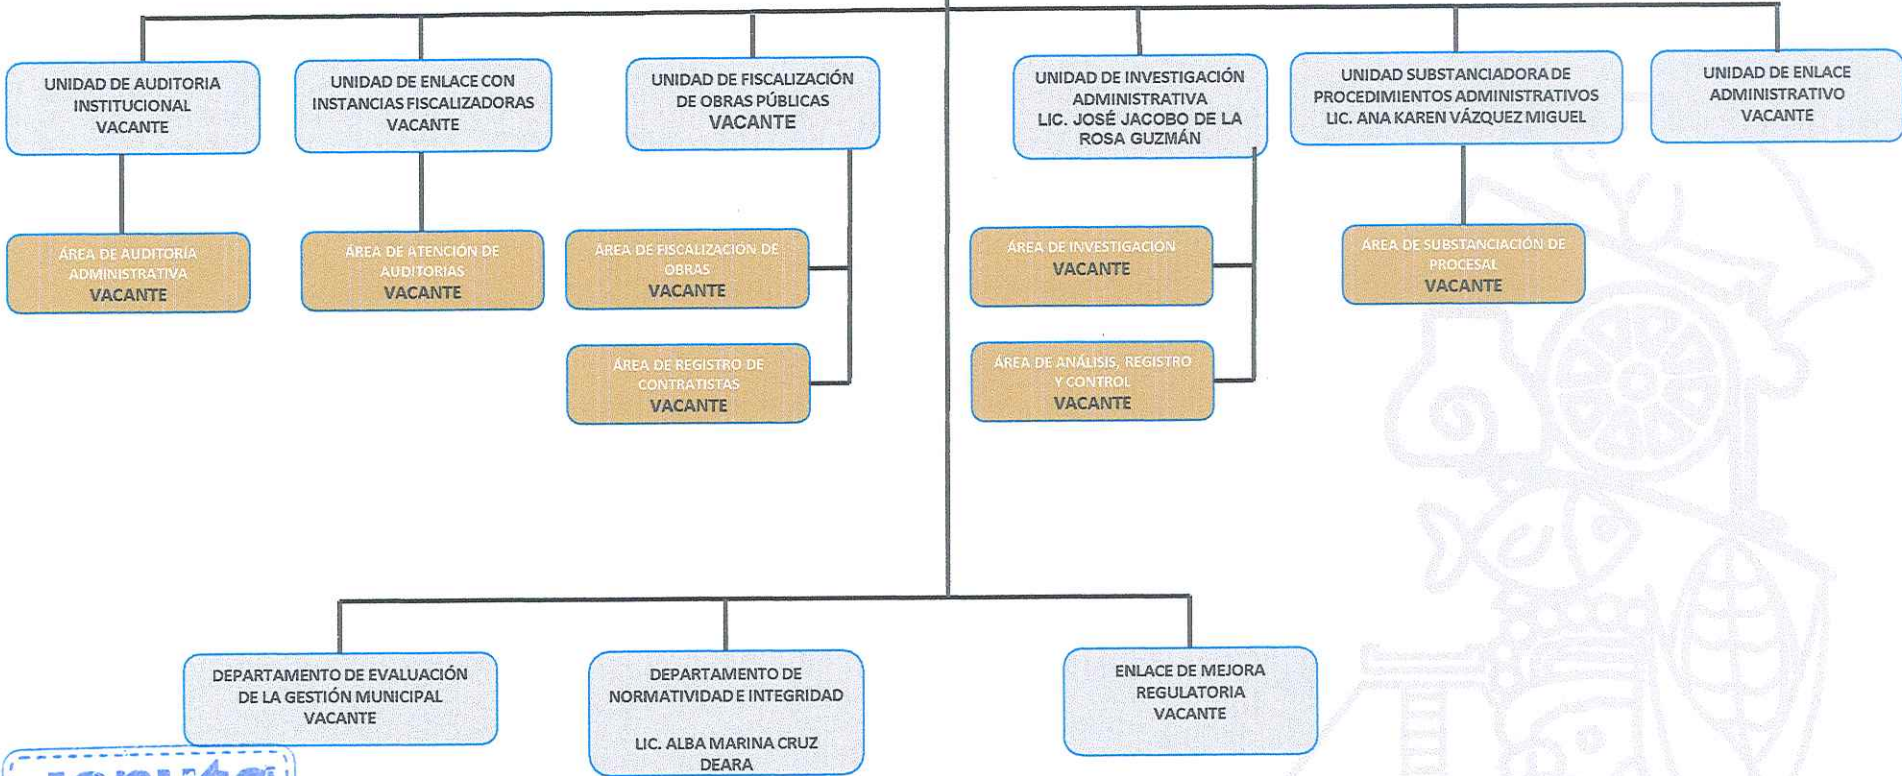 UNIDAD DE AUDITORIA
INSTITUCIONAL
VACANTE
UNIDAD DE ENLACE CON
INSTANCIAS FISCALIZADORAS
VACANTE
UNIDAD DE FISCALIZACIÓN
DE OBRAS PÚBLICAS
VACANTE
UNIDAD DE INVESTIGACIÓN
ADMINISTRATIVA
LIC. JOSÉ JACOBO DE LA
ROSA GUZMÁN
UNIDAD SUBSTANCIADORA DE
PROCEDIMIENTOS ADMINISTRATIVOS
LIC. ANA KAREN VÁZQUEZ MIGUEL
UNIDAD DE ENLACE
ADMINISTRATIVO
VACANTE
ÁREA DE AUDITORIA
ADMINISTRATIVA
VACANTE
ÁREA DE ATENCIÓN DE
AUDITORIAS
VACANTE
ÁREA DE FISCALIZACIÓN DE
OBRAS
VACANTE
ÁREA DE INVESTIGACIÓN
VACANTE
ÁREA DE SUBSTANCIACIÓN DE
PROCESAL
VACANTE
ÁREA DE REGISTRO DE
CONTRATISTAS
VACANTE
ÁREA DE ANÁLISIS, REGISTRO
Y CONTROL
VACANTE
DEPARTAMENTO DE EVALUACIÓN
DE LA GESTIÓN MUNICIPAL
VACANTE
DEPARTAMENTO DE
NORMATIVIDAD E INTEGRIDAD
LIC. ALBA MARINA CRUZ
DEARA
ENLACE DE MEJORA
REGULATORIA
VACANTE